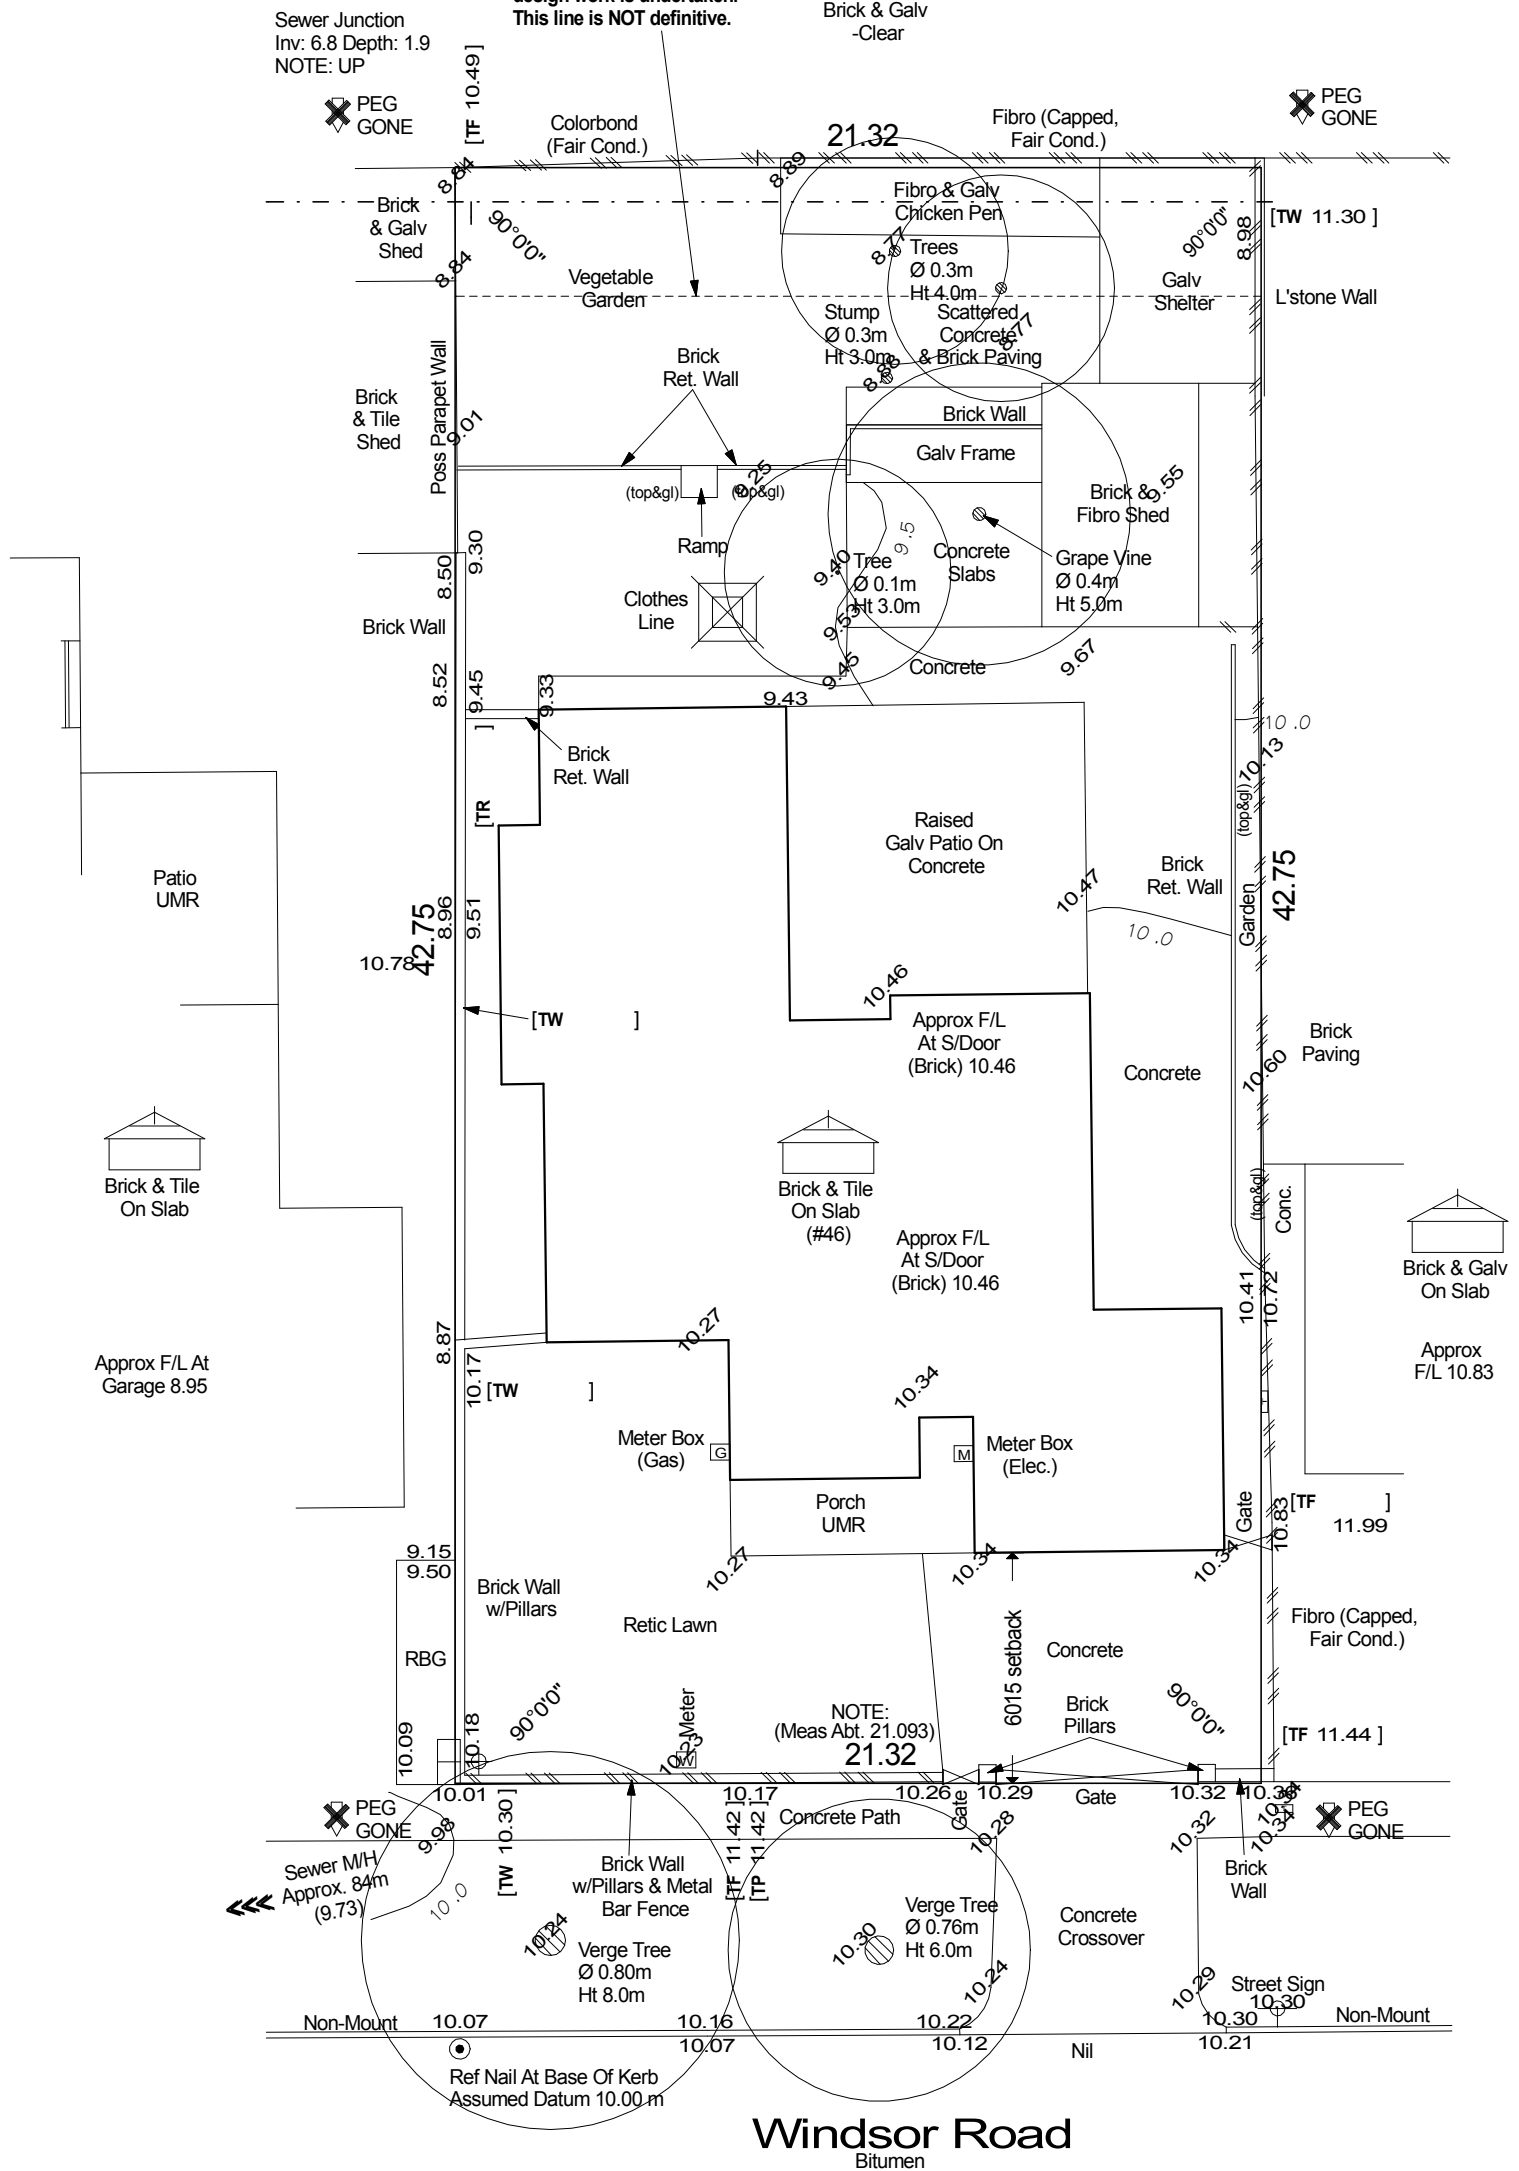 This line is NOT definitive.
Brick & Galv
-Clear
Sewer Junction
Inv: 6.8 Depth: 1.9
NOTE: UP
[TF 10.49]
PEG
GONE
Colorbond
(Fair Cond.)
21.32
Fibro (Capped,
Fair Cond.)
PEG
GONE
8.84
8.89
Brick
& Galv
Shed
90°0'0"
Fibro & Galv
Chicken Pen
90°0'0"
8.98
[TW 11.30 ]
8.84
8.77
Trees
Ø 0.3m
Ht 4.0m
Vegetable
Garden
Galv
Shelter
L'stone Wall
Stump
Ø 0.3m
Ht 3.0m
Scattered
Concrete
& Brick Paving
8.77
8.88
Poss Parapet Wall
Brick
Ret. Wall
Brick
& Tile
Shed
9.01
Brick Wall
Galv Frame
(top&gl)
9.25
(top&gl)
Brick &
Fibro Shed
9.55
9.5
Ramp
9.30
8.50
9.40
Tree
Ø 0.1m
Ht 3.0m
Concrete
Slabs
Grape Vine
Ø 0.4m
Ht 5.0m
Clothes
Line
Brick Wall
9.53
9.45
Concrete
9.67
8.52
9.45
9.33
9.43
]
[TR
Brick
Ret. Wall
10.0
10.13
(top&gl)
Raised
Galv Patio On
Concrete
Patio
UMR
42.75
8.96
9.51
10.78
10.47
Brick
Ret. Wall
10.0
Garden
42.75
10.46
[TW ]
Approx F/L
At S/Door
(Brick) 10.46
Concrete
Brick
Paving
10.60
Brick & Tile
On Slab
Brick & Tile
On Slab
(#46)
(top&gl)
Conc.
Approx F/L
At S/Door
(Brick) 10.46
Brick & Galv
On Slab
10.41
10.72
8.87
10.27
Approx F/L At
Garage 8.95
Approx
F/L 10.83
10.17
[TW ]
10.34
Meter Box
(Gas)
G
M
Meter Box
(Elec.)
Porch
UMR
Gate
10.83
[TF ]
11.99
9.15
9.50
10.27
10.34
10.34
Brick Wall
w/Pillars
Retic Lawn
6015 setback
Concrete
Fibro (Capped,
Fair Cond.)
RBG
90°0'0"
Meter
NOTE:
(Meas Abt. 21.093)
21.32
Brick
Pillars
90°0'0"
[TF 11.44 ]
10.09
10.18
10.23
W
10.01
10.17
10.26
10.29
Gate
10.32
Gate
PEG
GONE
9.98
[TW 10.30 ]
[TF 11.42 ]
[TP 11.42 ]
Concrete Path
10.28
10.32
10.34
PEG
GONE
Sewer M/H
Approx. 84m
(9.73)
10.0
Brick Wall
w/Pillars & Metal
Bar Fence
Brick
Wall
10.24
Verge Tree
Ø 0.80m
Ht 8.0m
10.30
Verge Tree
Ø 0.76m
Ht 6.0m
Concrete
Crossover
10.24
10.29
Street Sign
10.30
Non-Mount
10.07
10.16
10.22
10.30
Non-Mount
10.07
10.12
Nil
10.21
Ref Nail At Base Of Kerb
Assumed Datum 10.00 m
Windsor Road
Bitumen